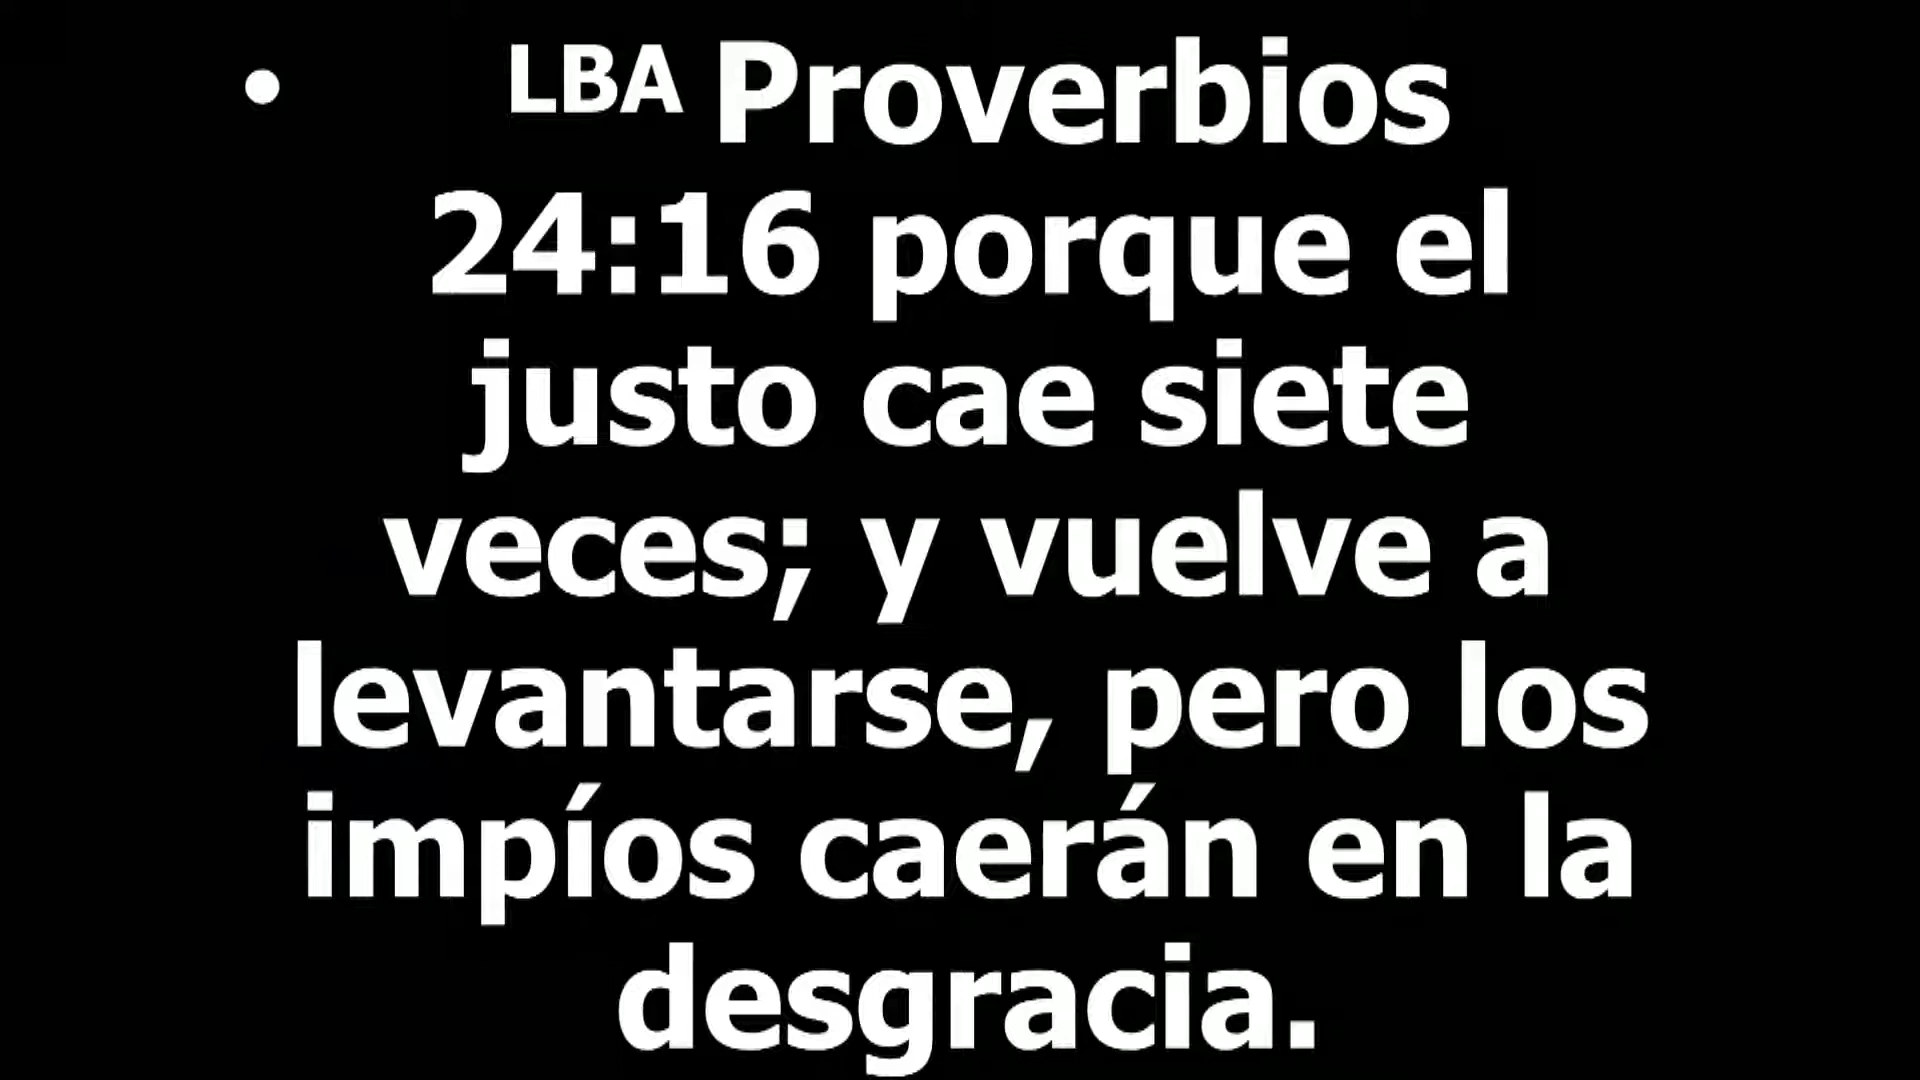 • LBA Proverbios
24:16 porque el
justo cae siete
veces; y vuelve a
levantarse, pero los
impíos caerán en la
desgracia.